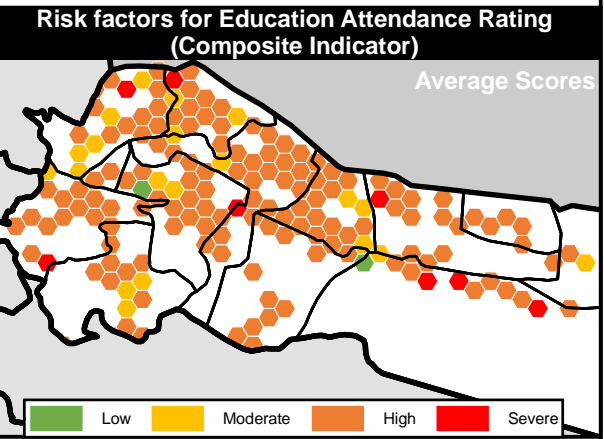 Risk factors for Education Attendance Rating
(Composite Indicator)
Average Scores
Low Moderate High Severe